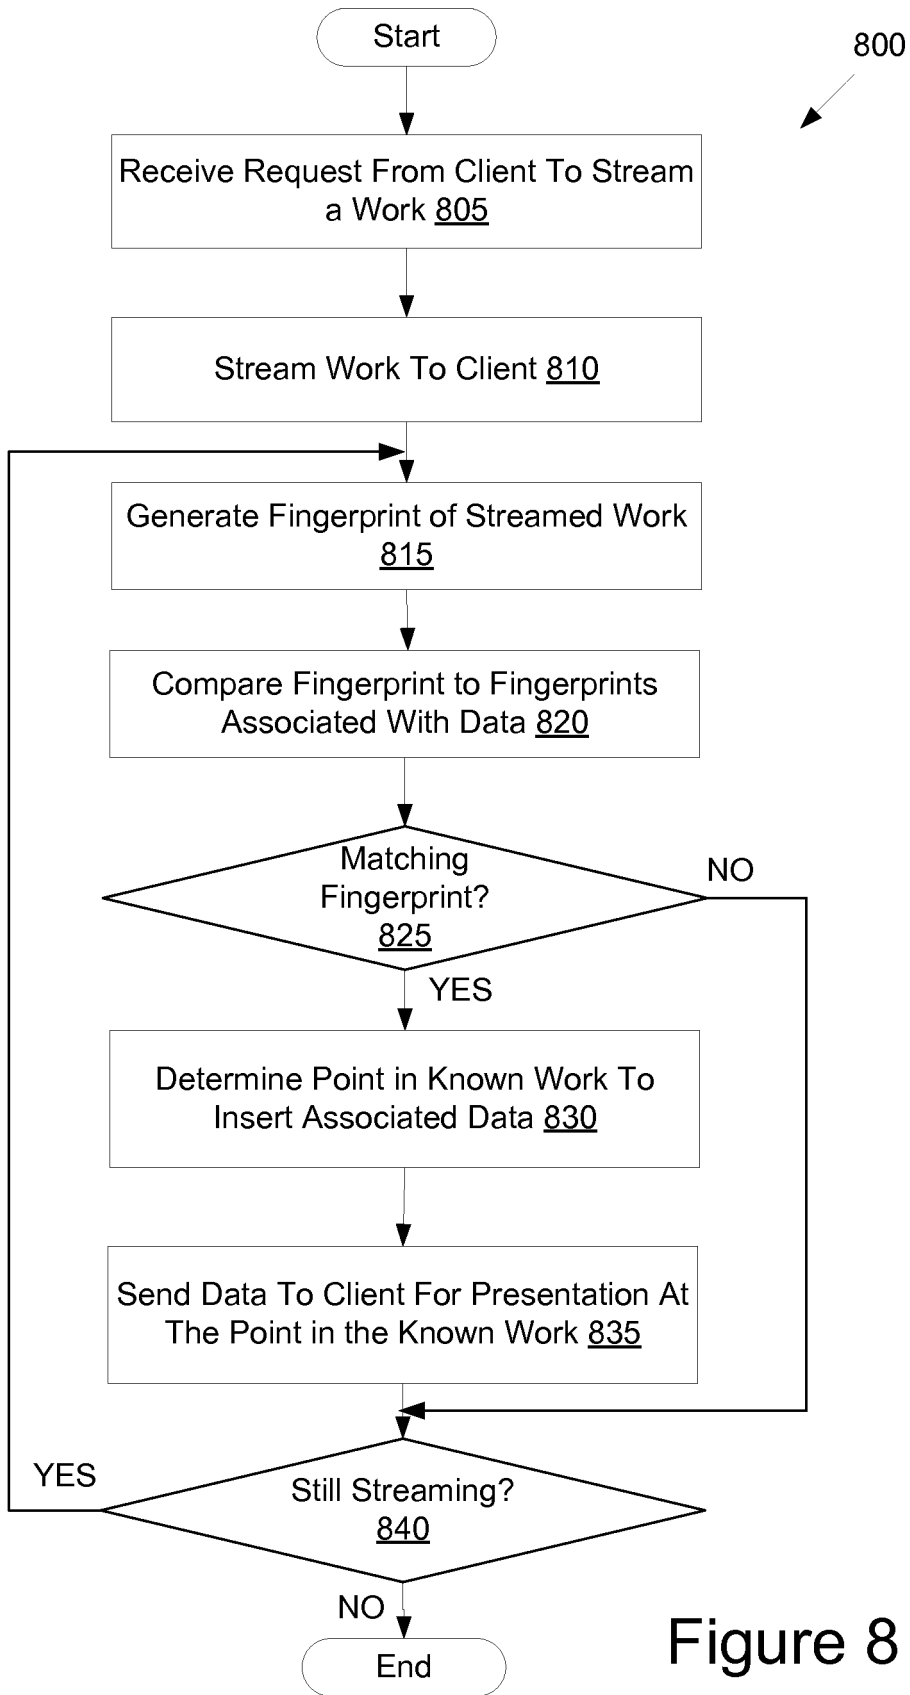 Start
800
Receive Request From Client To Stream
a Work 805
Stream Work To Client 810
Generate Fingerprint of Streamed Work
815
Compare Fingerprint to Fingerprints
Associated With Data 820
Matching
Fingerprint?
825
NO
YES
Determine Point in Known Work To
Insert Associated Data 830
Send Data To Client For Presentation At
The Point in the Known Work 835
YES
Still Streaming?
840
NO
End
Figure 8